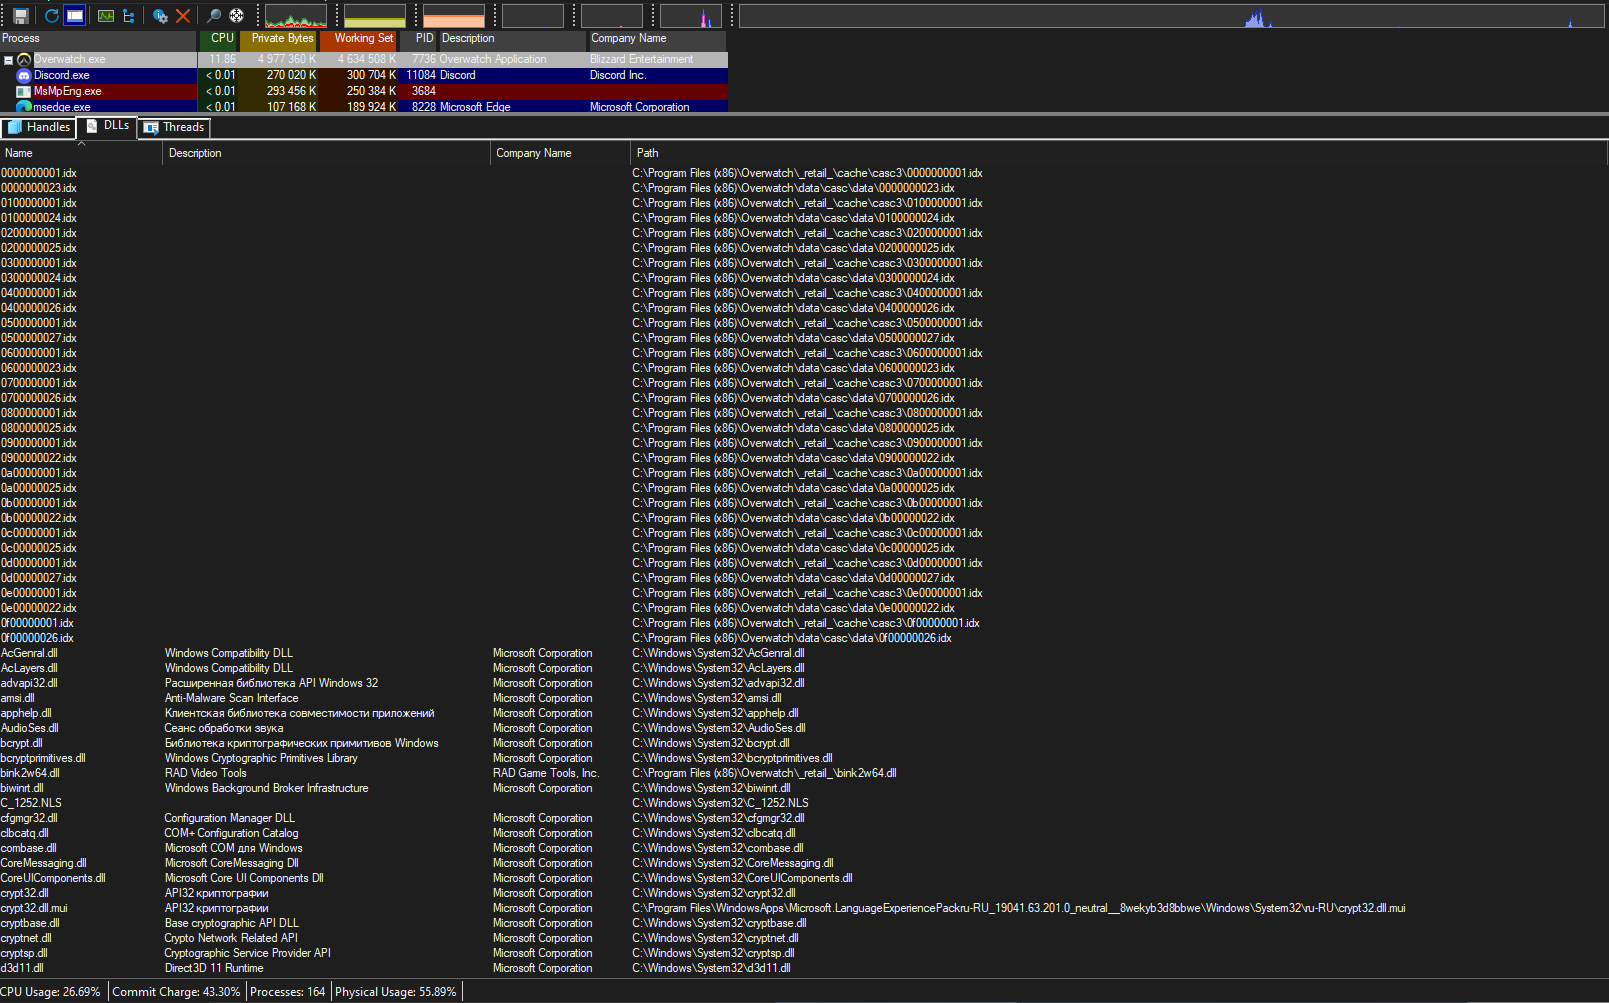 Process CPU Private Bytes Working Set PID Description Company Name
Overwatch.exe 11.86 4 977 360 K 4 634 508 K 7736 Overwatch Application Blizzard Entertainment
Discord.exe < 0.01 270 020 K 300 704 K 11084 Discord Discord Inc.
MsMpEng.exe < 0.01 293 456 K 250 384 K 3684
msedge.exe < 0.01 107 168 K 189 924 K 8228 Microsoft Edge Microsoft Corporation
Handles DLLs Threads
Name Description Company Name Path
0000000001.idx C:\Program Files (x86)\Overwatch\_retail_\cache\casc3\0000000001.idx
0000000023.idx C:\Program Files (x86)\Overwatch\data\casc\data\0000000023.idx
0100000001.idx C:\Program Files (x86)\Overwatch\_retail_\cache\casc3\0100000001.idx
0100000024.idx C:\Program Files (x86)\Overwatch\data\casc\data\0100000024.idx
0200000001.idx C:\Program Files (x86)\Overwatch\_retail_\cache\casc3\0200000001.idx
0200000025.idx C:\Program Files (x86)\Overwatch\data\casc\data\0200000025.idx
0300000001.idx C:\Program Files (x86)\Overwatch\_retail_\cache\casc3\0300000001.idx
0300000024.idx C:\Program Files (x86)\Overwatch\data\casc\data\0300000024.idx
0400000001.idx C:\Program Files (x86)\Overwatch\_retail_\cache\casc3\0400000001.idx
0400000026.idx C:\Program Files (x86)\Overwatch\data\casc\data\0400000026.idx
0500000001.idx C:\Program Files (x86)\Overwatch\_retail_\cache\casc3\0500000001.idx
0500000027.idx C:\Program Files (x86)\Overwatch\data\casc\data\0500000027.idx
0600000001.idx C:\Program Files (x86)\Overwatch\_retail_\cache\casc3\0600000001.idx
0600000023.idx C:\Program Files (x86)\Overwatch\data\casc\data\0600000023.idx
0700000001.idx C:\Program Files (x86)\Overwatch\_retail_\cache\casc3\0700000001.idx
0700000026.idx C:\Program Files (x86)\Overwatch\data\casc\data\0700000026.idx
0800000001.idx C:\Program Files (x86)\Overwatch\_retail_\cache\casc3\0800000001.idx
0800000025.idx C:\Program Files (x86)\Overwatch\data\casc\data\0800000025.idx
0900000001.idx C:\Program Files (x86)\Overwatch\_retail_\cache\casc3\0900000001.idx
0900000022.idx C:\Program Files (x86)\Overwatch\data\casc\data\0900000022.idx
0a00000001.idx C:\Program Files (x86)\Overwatch\_retail_\cache\casc3\0a00000001.idx
0a00000025.idx C:\Program Files (x86)\Overwatch\data\casc\data\0a00000025.idx
0b00000001.idx C:\Program Files (x86)\Overwatch\_retail_\cache\casc3\0b00000001.idx
0b00000022.idx C:\Program Files (x86)\Overwatch\data\casc\data\0b00000022.idx
0c00000001.idx C:\Program Files (x86)\Overwatch\_retail_\cache\casc3\0c00000001.idx
0c00000025.idx C:\Program Files (x86)\Overwatch\data\casc\data\0c00000025.idx
0d00000001.idx C:\Program Files (x86)\Overwatch\_retail_\cache\casc3\0d00000001.idx
0d00000027.idx C:\Program Files (x86)\Overwatch\data\casc\data\0d00000027.idx
0e00000001.idx C:\Program Files (x86)\Overwatch\_retail_\cache\casc3\0e00000001.idx
0e00000022.idx C:\Program Files (x86)\Overwatch\data\casc\data\0e00000022.idx
0f00000001.idx C:\Program Files (x86)\Overwatch\_retail_\cache\casc3\0f00000001.idx
0f00000026.idx C:\Program Files (x86)\Overwatch\data\casc\data\0f00000026.idx
AcGenral.dll Windows Compatibility DLL Microsoft Corporation C:\Windows\System32\AcGenral.dll
AcLayers.dll Windows Compatibility DLL Microsoft Corporation C:\Windows\System32\AcLayers.dll
advapi32.dll Расширенная библиотека API Windows 32 Microsoft Corporation C:\Windows\System32\advapi32.dll
amsi.dll Anti-Malware Scan Interface Microsoft Corporation C:\Windows\System32\amsi.dll
apphelp.dll Клиентская библиотека совместимости приложений Microsoft Corporation C:\Windows\System32\apphelp.dll
AudioSes.dll Сеанс обработки звука Microsoft Corporation C:\Windows\System32\AudioSes.dll
bcrypt.dll Библиотека криптографических примитивов Windows Microsoft Corporation C:\Windows\System32\bcrypt.dll
bcryptprimitives.dll Windows Cryptographic Primitives Library Microsoft Corporation C:\Windows\System32\bcryptprimitives.dll
bink2w64.dll RAD Video Tools RAD Game Tools, Inc. C:\Program Files (x86)\Overwatch\_retail_\bink2w64.dll
biwinrt.dll Windows Background Broker Infrastructure Microsoft Corporation C:\Windows\System32\biwinrt.dll
C_1252.NLS C:\Windows\System32\C_1252.NLS
cfgmgr32.dll Configuration Manager DLL Microsoft Corporation C:\Windows\System32\cfgmgr32.dll
clbcatq.dll COM+ Configuration Catalog Microsoft Corporation C:\Windows\System32\clbcatq.dll
combase.dll Microsoft COM для Windows Microsoft Corporation C:\Windows\System32\combase.dll
CoreMessaging.dll Microsoft CoreMessaging Dll Microsoft Corporation C:\Windows\System32\CoreMessaging.dll
CoreUIComponents.dll Microsoft Core UI Components Dll Microsoft Corporation C:\Windows\System32\CoreUIComponents.dll
crypt32.dll API32 криптографии Microsoft Corporation C:\Windows\System32\crypt32.dll
crypt32.dll.mui API32 криптографии Microsoft Corporation C:\Program Files\WindowsApps\Microsoft.LanguageExperiencePackru-RU_19041.63.201.0_neutral__8wekyb3d8bbwe\Windows\System32\ru-RU\crypt32.dll.mui
cryptbase.dll Base cryptographic API DLL Microsoft Corporation C:\Windows\System32\cryptbase.dll
cryptnet.dll Crypto Network Related API Microsoft Corporation C:\Windows\System32\cryptnet.dll
cryptsp.dll Cryptographic Service Provider API Microsoft Corporation C:\Windows\System32\cryptsp.dll
d3d11.dll Direct3D 11 Runtime Microsoft Corporation C:\Windows\System32\d3d11.dll
CPU Usage: 26.69% Commit Charge: 43.30% Processes: 164 Physical Usage: 55.89%